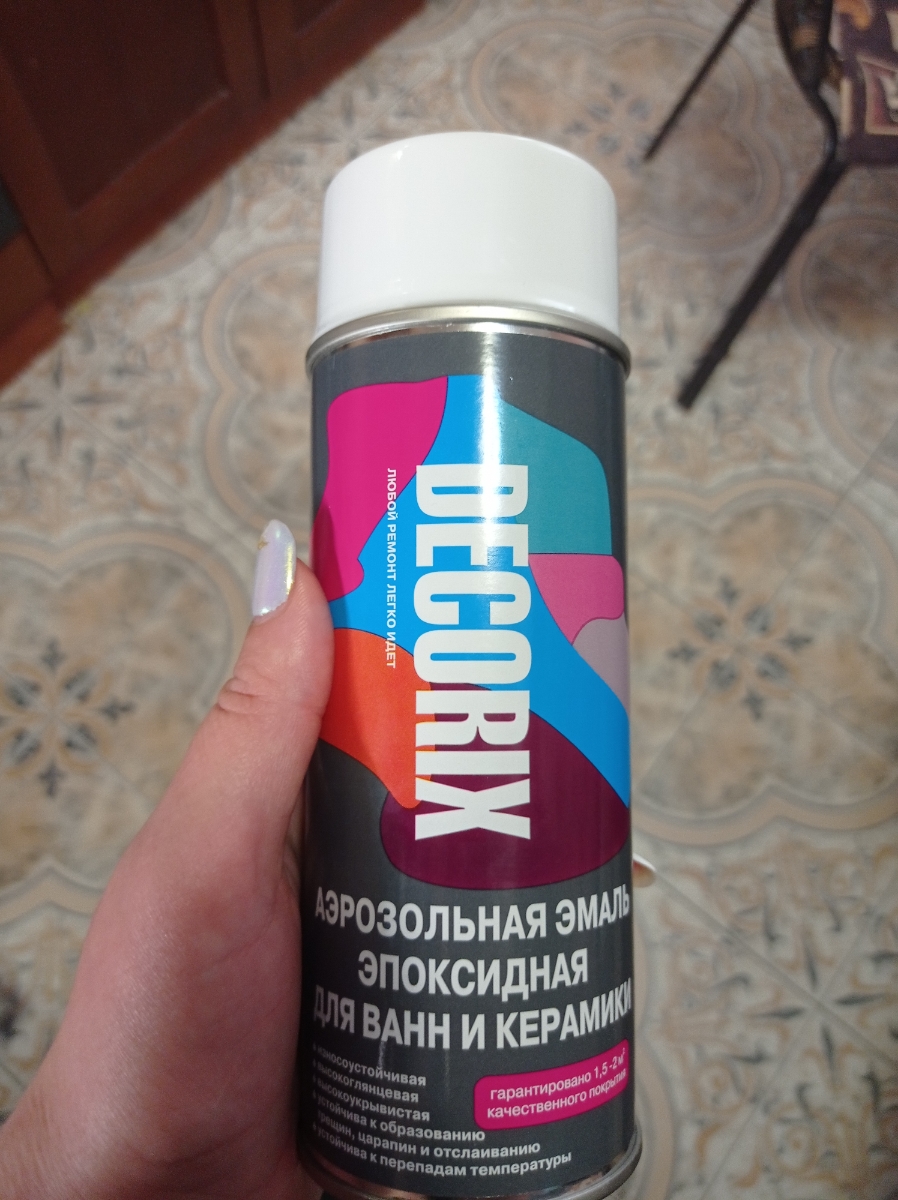 DECORIX
ЛЮБОЙ РЕМОНТ ЛЕГКО ИДЕТ
АЭРОЗОЛЬНАЯ ЭМАЛЬ
ЭПОКСИДНАЯ
ДЛЯ ВАНН И КЕРАМИКИ
• износоустойчивая
• высокоглянцевая
• высокоукрывистая
• устойчива к образованию
трещин, царапин и отслаиванию
• устойчива к перепадам температуры
гарантировано 1,5 -2 м²
качественного покрытия